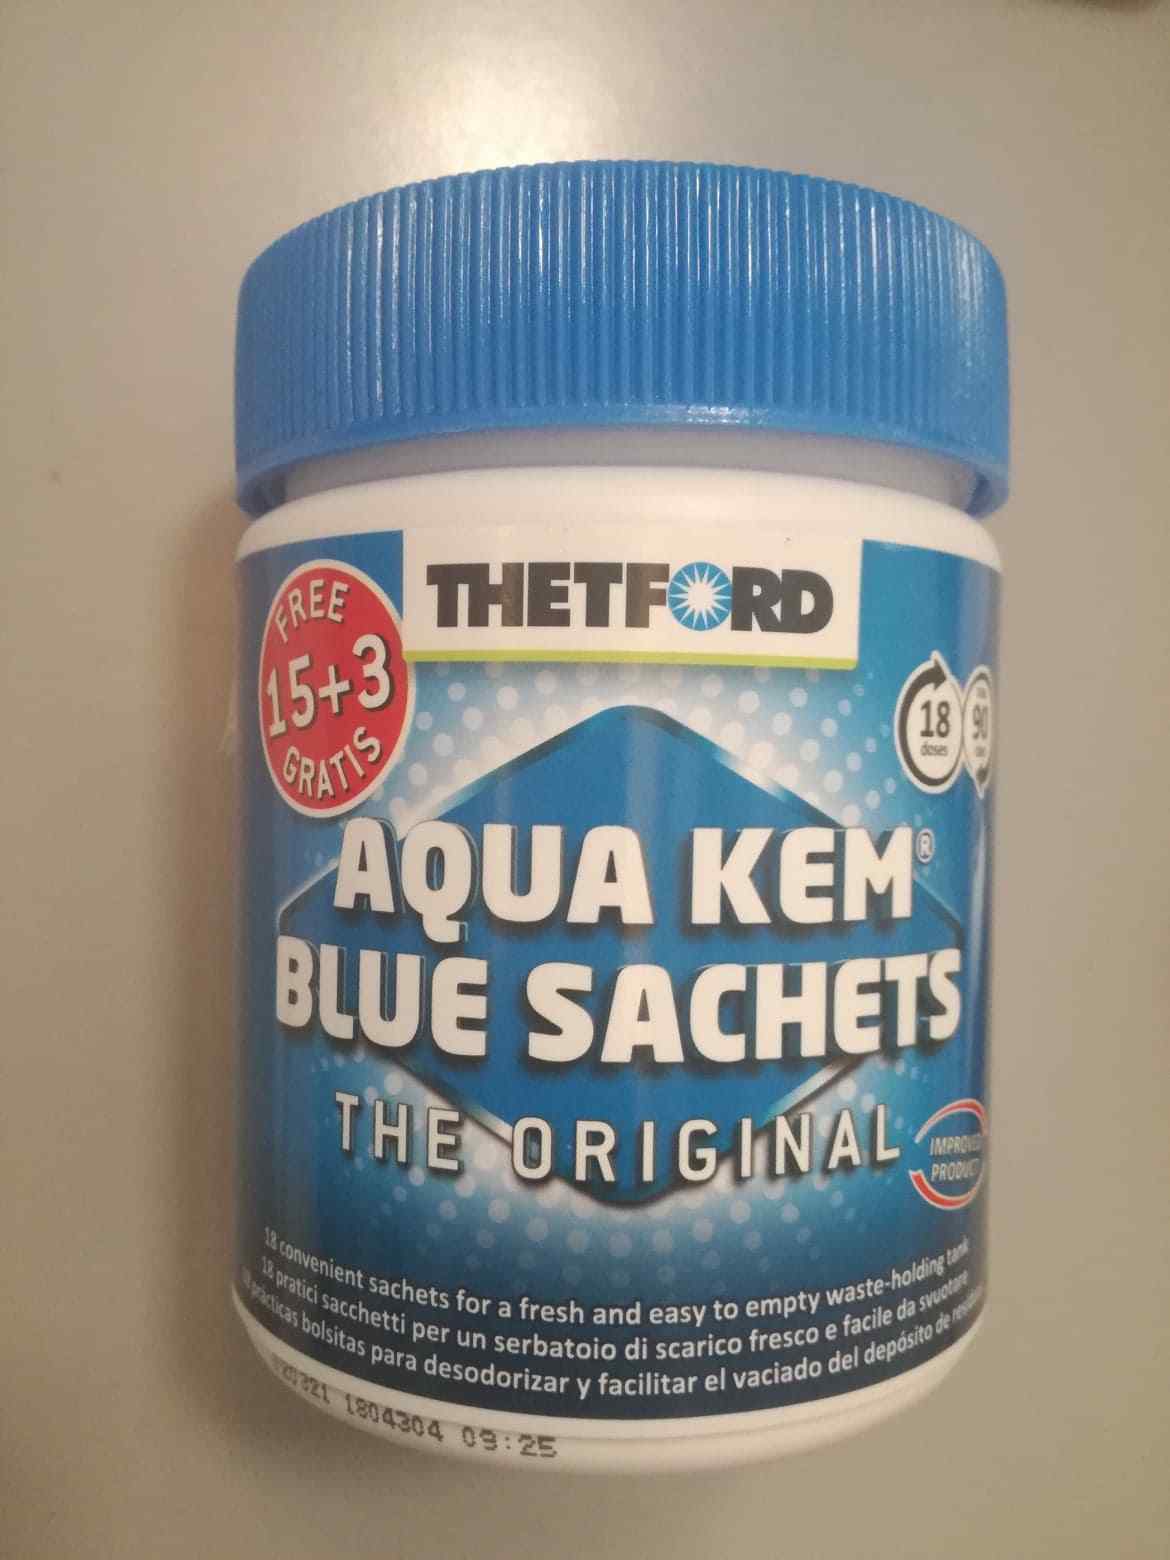 THETFORD
FREE
15+3
GRATIS
18
doses
90
AQUA KEM®
BLUE SACHETS
THE ORIGINAL
IMPROVED
PRODUCT
18 convenient sachets for a fresh and easy to empty waste-holding tank
18 pratici sacchetti per un serbatoio di scarico fresco e facile da svuotare
prácticas bolsitas para desodorizar y facilitar el vaciado del depósito de
1804304 09:25